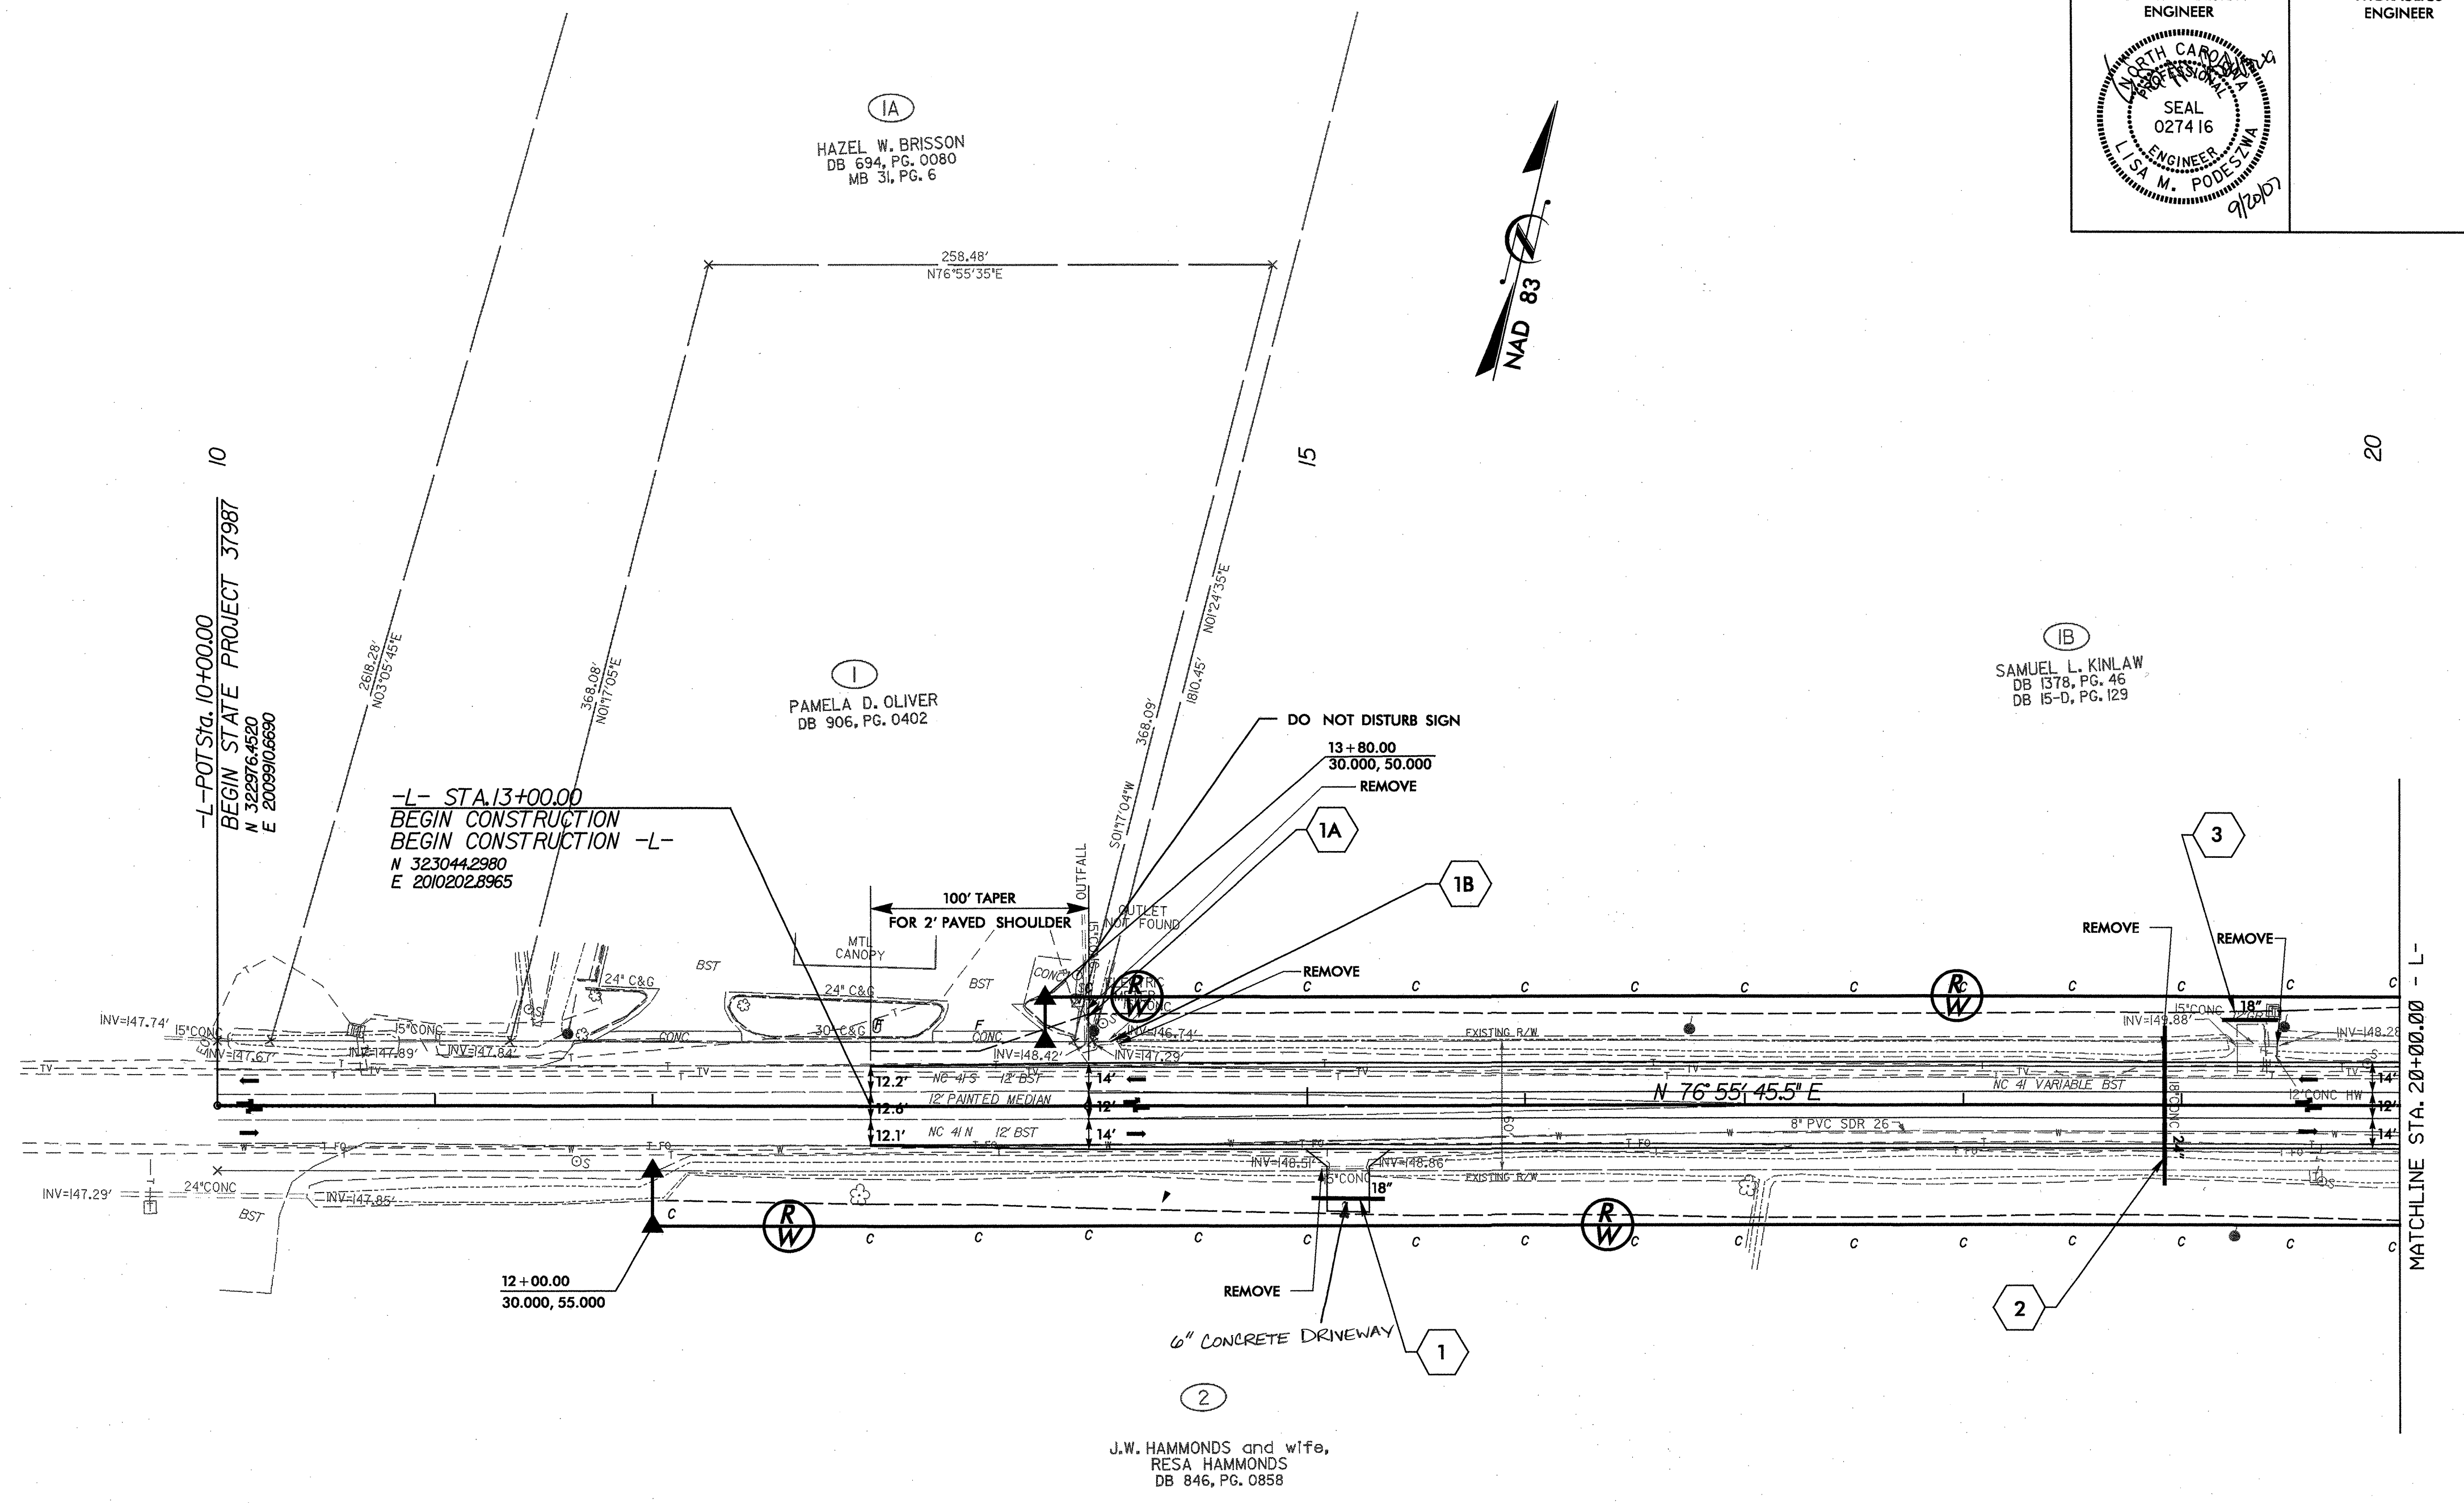 ENGINEER
ENGINEER
NORTH CAROLINA
PROFESSIONAL
SEAL
027416
ENGINEER
LISA M. PODESZWA
9/20/07
1A
HAZEL W. BRISSON
DB 694, PG. 0080
MB 31, PG. 6
258.48'
N76°55'35"E
NAD 83
10
15
20
-L- POT Sta. 10+00.00
BEGIN STATE PROJECT 37987
N 322976.4520
E 2009910.6690
2618.28'
N03°05'45"E
368.08'
N01°17'05"E
1
PAMELA D. OLIVER
DB 906, PG. 0402
S01°17'04"W
368.09'
N01°24'35"E
1810.45'
1B
SAMUEL L. KINLAW
DB 1378, PG. 46
DB 15-D, PG. 129
DO NOT DISTURB SIGN
13+80.00
30.000, 50.000
REMOVE
1A
1B
3
-L- STA.13+00.00
BEGIN CONSTRUCTION
BEGIN CONSTRUCTION -L-
N 323044.2980
E 2010202.8965
100' TAPER
FOR 2' PAVED SHOULDER
OUTFALL
OUTLET
NOT FOUND
MTL
CANOPY
BST
BST
CONC
24" C&G
24" C&G
30" C&G
CONC
CONC
F
F
REMOVE
REMOVE
REMOVE
R/W
R/W
C C C C C C C C C C C C
18"
15"CONC
INV=149.88'
INV=148.28
INV=147.74'
15"CONC
15"CONC
INV=147.67'
INV=147.89'
INV=147.84'
INV=148.42'
INV=147.29'
INV=146.74'
EXISTING R/W
TV
12.2'
NC 41 S 12' BST
14'
12.6'
12' PAINTED MEDIAN
12'
12.1'
NC 41 N 12' BST
14'
N 76° 55' 45.5" E
NC 41 VARIABLE BST
14'
12'
14'
12" CONC HW
8" PVC SDR 26
60'
18"CONC
24"
INV=148.51'
INV=148.86'
EXISTING R/W
18"
INV=147.29'
24"CONC
INV=147.85'
BST
R/W
R/W
C C C C C C C C C C C C C C
12+00.00
30.000, 55.000
REMOVE
6" CONCRETE DRIVEWAY
1
2
MATCHLINE STA. 20+00.00 -L-
2
J.W. HAMMONDS and wife,
RESA HAMMONDS
DB 846, PG. 0858